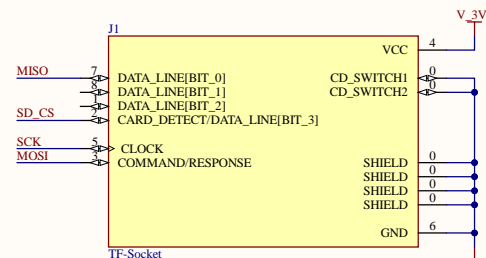 V_3V
J1
4 VCC
MISO 7 DATA_LINE[BIT_0] CD_SWITCH1 0
8 DATA_LINE[BIT_1] CD_SWITCH2 0
1 DATA_LINE[BIT_2]
SD_CS 2 CARD_DETECT/DATA_LINE[BIT_3]
SCK 5 CLOCK
MOSI 3 COMMAND/RESPONSE SHIELD 0
SHIELD 0
SHIELD 0
SHIELD 0
GND 6
TF-Socket